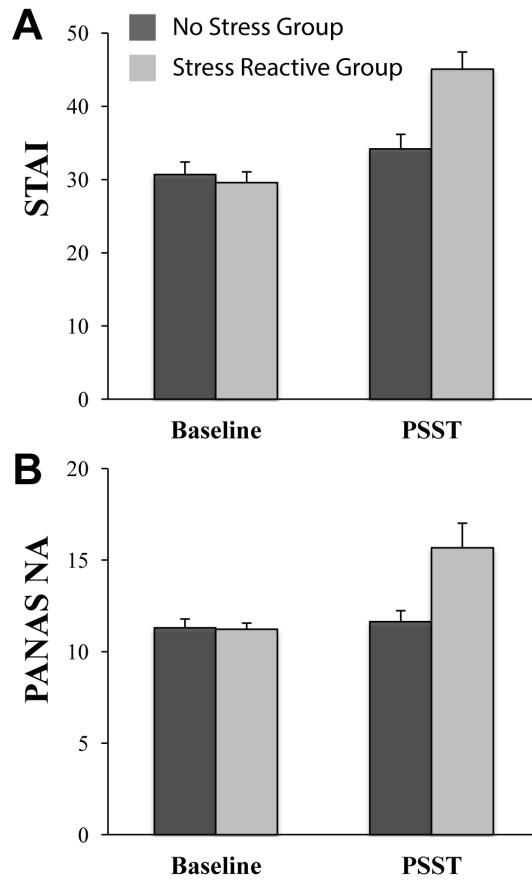 A
No Stress Group
Stress Reactive Group
STAI
50
40
30
20
10
0
Baseline PSST
B
PANAS NA
20
15
10
5
0
Baseline PSST